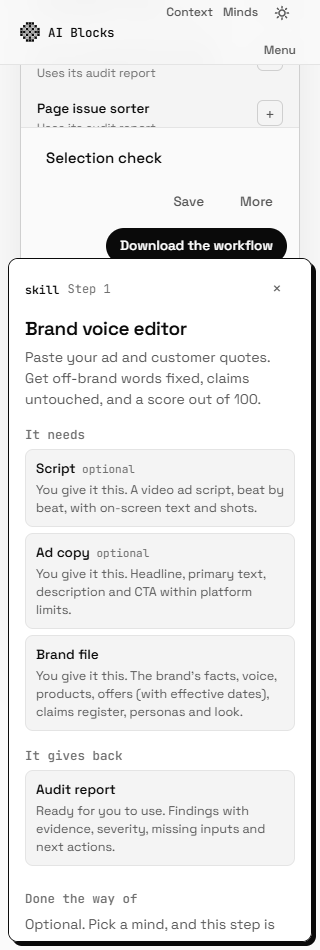 Context Minds
AI Blocks
Menu
Uses its audit report
Page issue sorter
+
Selection check
Save More
Download the workflow
skill Step 1 ×
Brand voice editor
Paste your ad and customer quotes.
Get off-brand words fixed, claims
untouched, and a score out of 100.
It needs
Script optional
You give it this. A video ad script, beat by
beat, with on-screen text and shots.
Ad copy optional
You give it this. Headline, primary text,
description and CTA within platform
limits.
Brand file
You give it this. The brand's facts, voice,
products, offers (with effective dates),
claims register, personas and look.
It gives back
Audit report
Ready for you to use. Findings with
evidence, severity, missing inputs and
next actions.
Done the way of
Optional. Pick a mind, and this step is